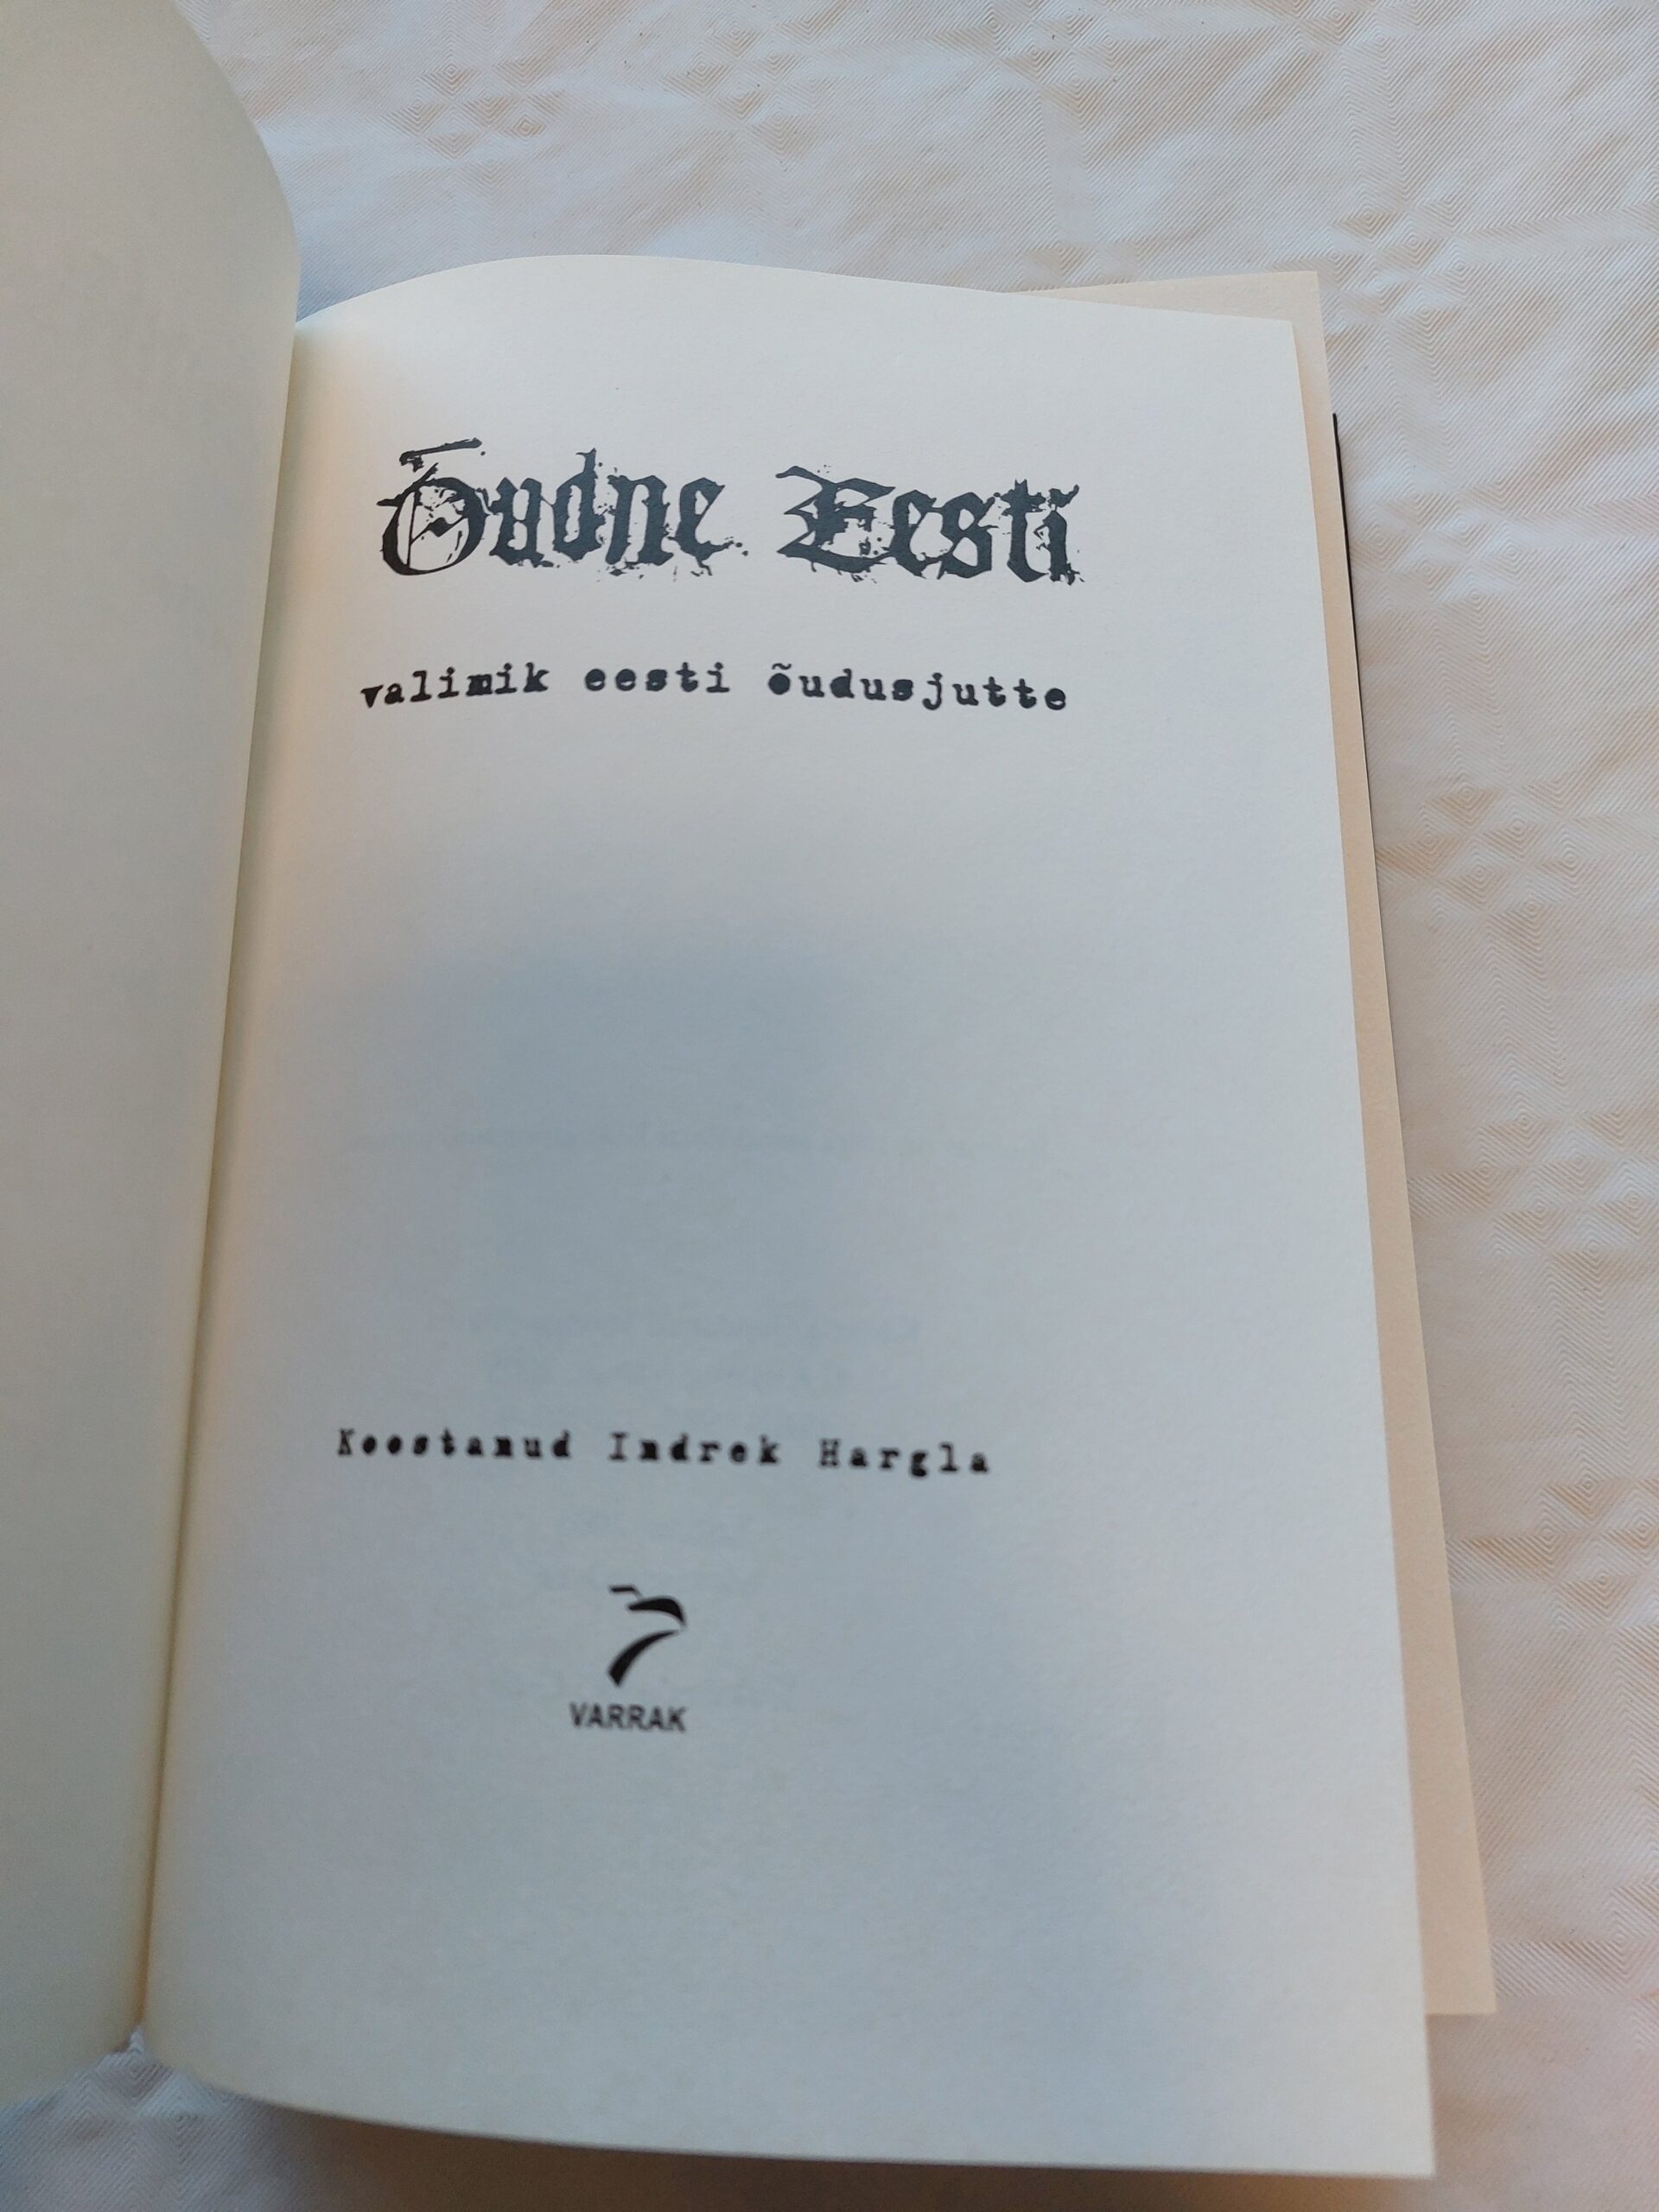 Õudne Eesti
valimik eesti õudusjutte
Koostanud Indrek Hargla
VARRAK